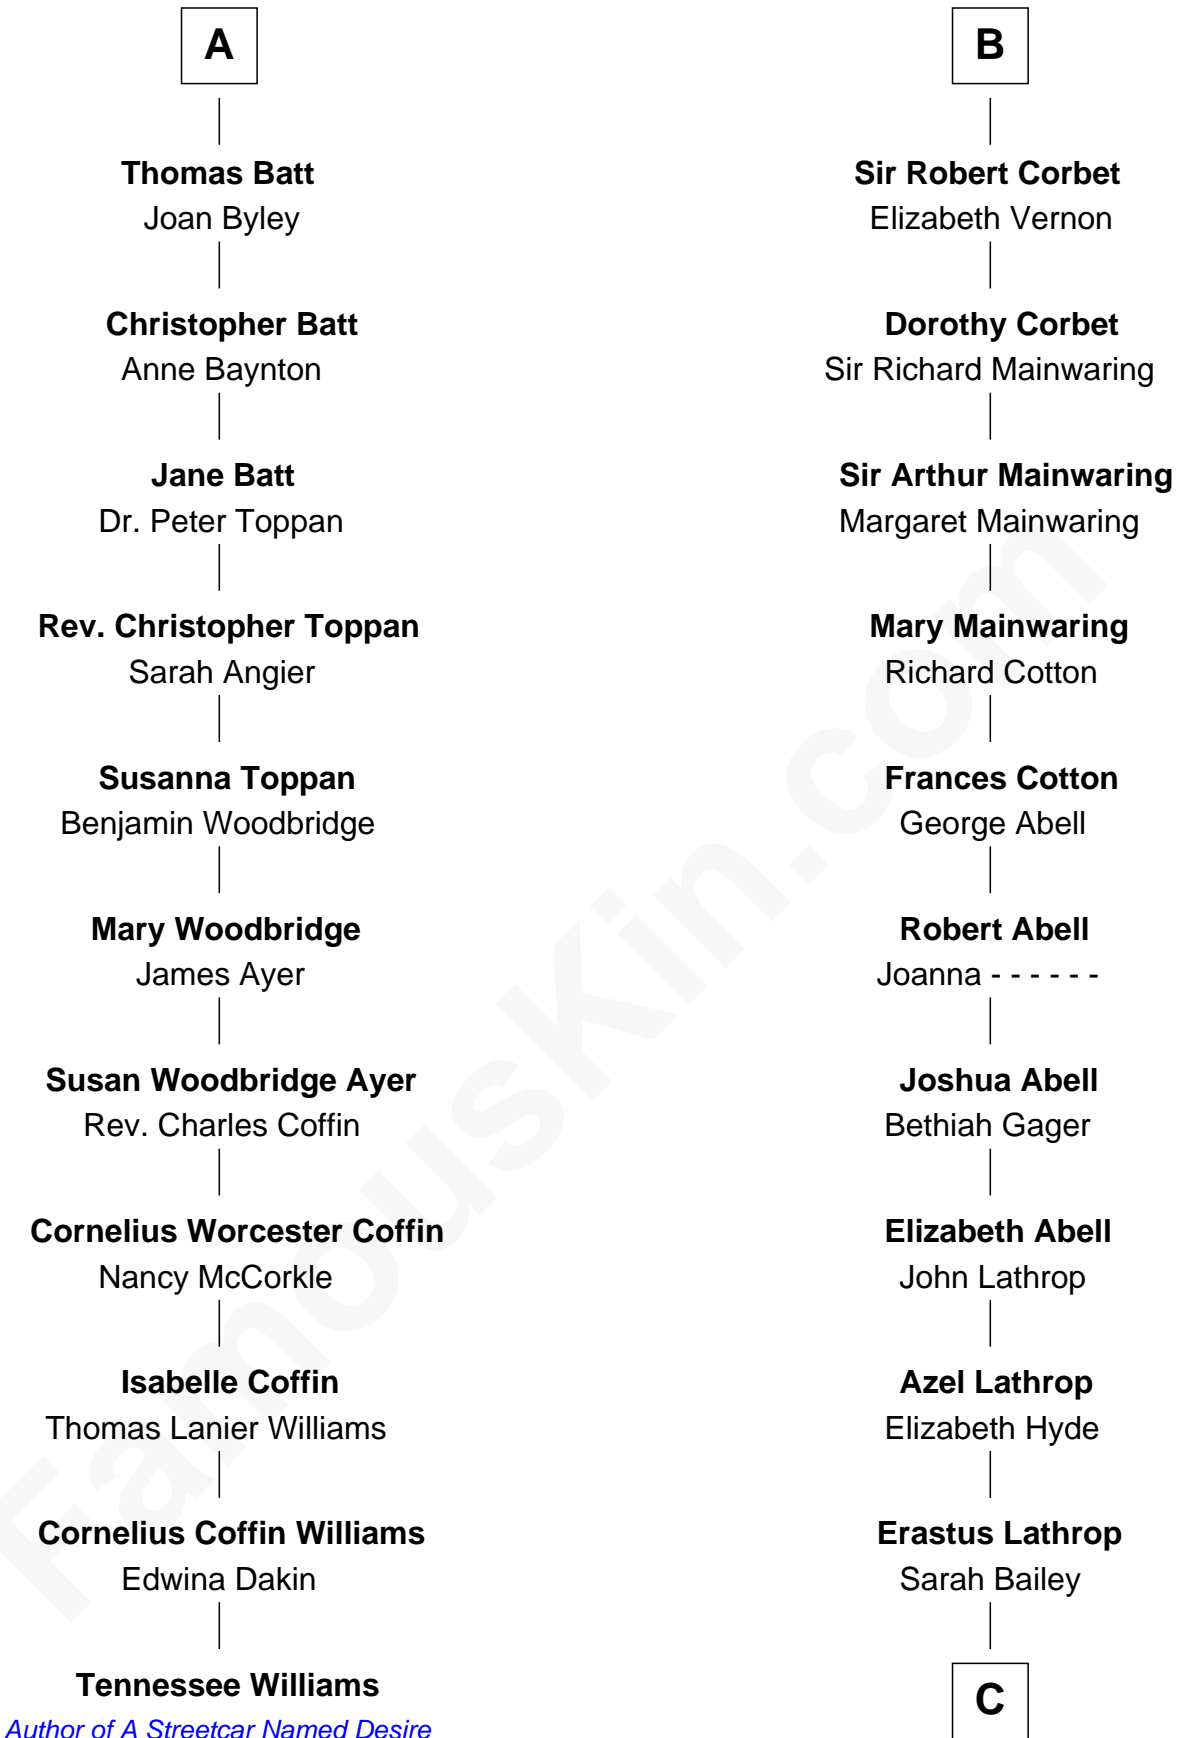 A
Thomas Batt
Joan Byley
Christopher Batt
Anne Baynton
Jane Batt
Dr. Peter Toppan
Rev. Christopher Toppan
Sarah Angier
Susanna Toppan
Benjamin Woodbridge
Mary Woodbridge
James Ayer
Susan Woodbridge Ayer
Rev. Charles Coffin
Cornelius Worcester Coffin
Nancy McCorkle
Isabelle Coffin
Thomas Lanier Williams
Cornelius Coffin Williams
Edwina Dakin
Tennessee Williams
Author of A Streetcar Named Desire
B
Sir Robert Corbet
Elizabeth Vernon
Dorothy Corbet
Sir Richard Mainwaring
Sir Arthur Mainwaring
Margaret Mainwaring
Mary Mainwaring
Richard Cotton
Frances Cotton
George Abell
Robert Abell
Joanna - - - - - -
Joshua Abell
Bethiah Gager
Elizabeth Abell
John Lathrop
Azel Lathrop
Elizabeth Hyde
Erastus Lathrop
Sarah Bailey
C
FamousKin.com